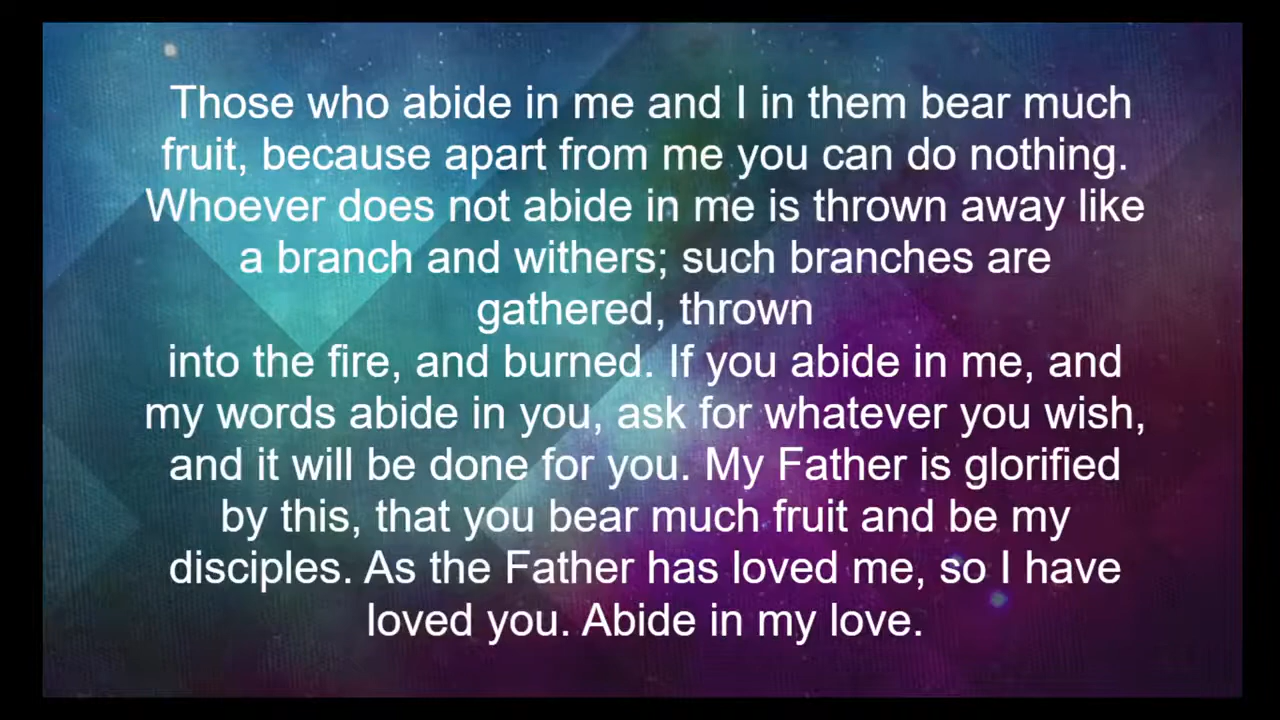 Those who abide in me and I in them bear much
fruit, because apart from me you can do nothing.
Whoever does not abide in me is thrown away like
a branch and withers; such branches are
gathered, thrown
into the fire, and burned. If you abide in me, and
my words abide in you, ask for whatever you wish,
and it will be done for you. My Father is glorified
by this, that you bear much fruit and be my
disciples. As the Father has loved me, so I have
loved you. Abide in my love.